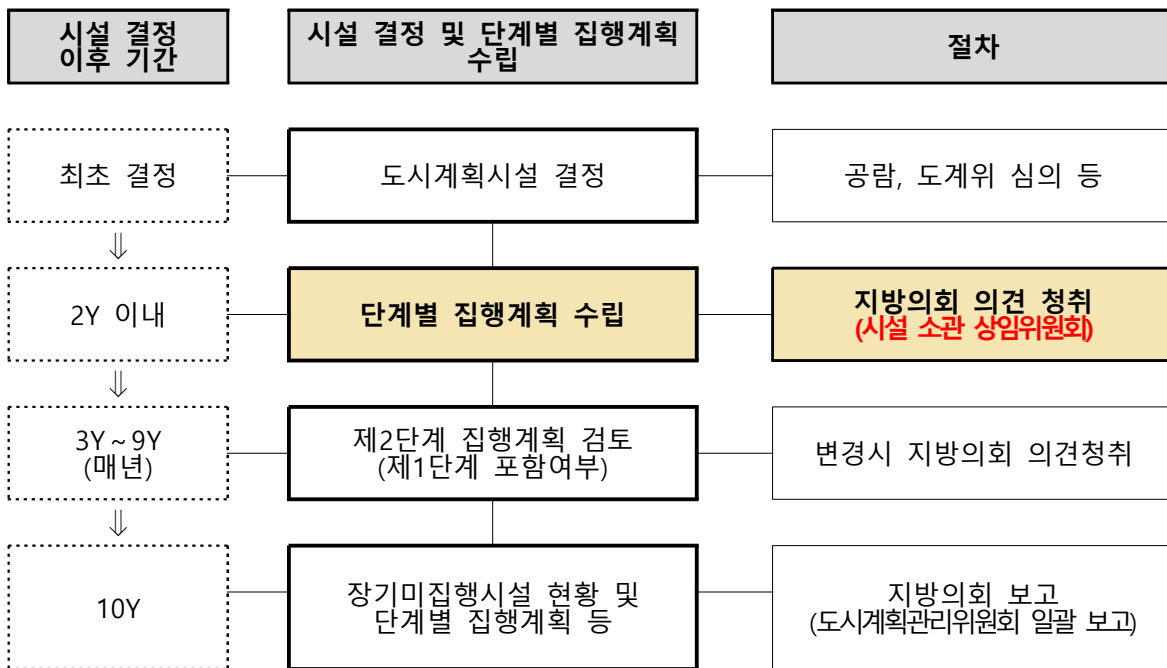 시설 결정
이후 기간
시설 결정 및 단계별 집행계획
수립
절차
최초 결정
도시계획시설 결정
공람, 도계위 심의 등
⇓
2Y 이내
단계별 집행계획 수립
지방의회 의견 청취
(시설 소관 상임위원회)
⇓
3Y~9Y
(매년)
제2단계 집행계획 검토
(제1단계 포함여부)
변경시 지방의회 의견청취
⇓
10Y
장기미집행시설 현황 및
단계별 집행계획 등
지방의회 보고
(도시계획관리위원회 일괄 보고)